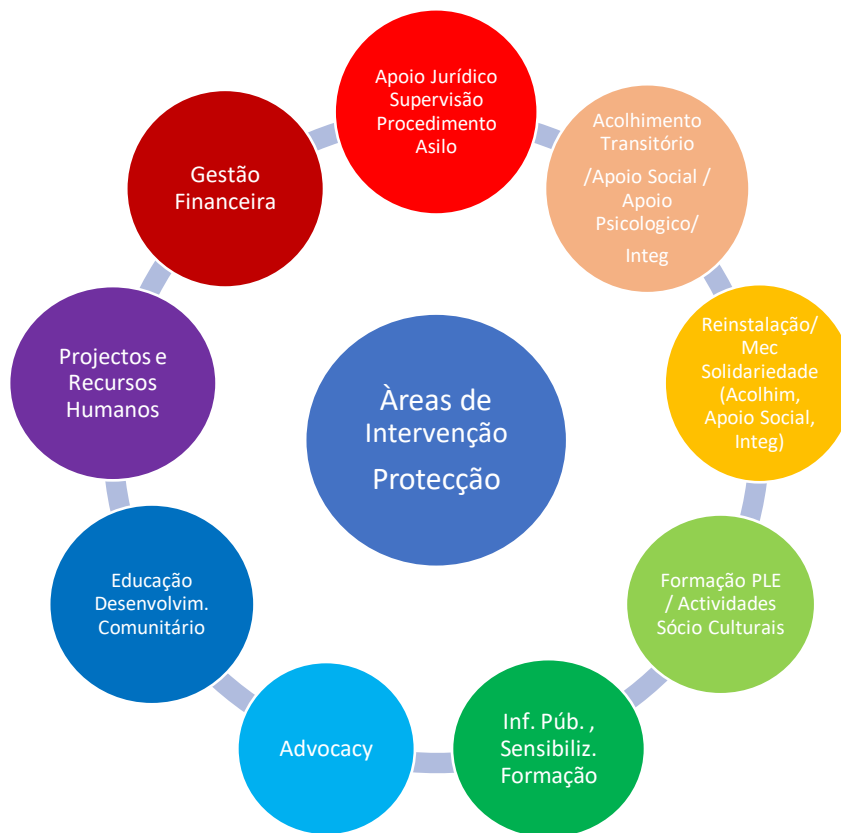 Apoio Jurídico
Supervisão
Procedimento
Asilo
Acolhimento
Transitório
/Apoio Social /
Apoio
Psicologico/
Integ
Reinstalação/
Mec
Solidariedade
(Acolhim,
Apoio Social,
Integ)
Formação PLE
/ Actividades
Sócio Culturais
Inf. Púb. ,
Sensibiliz.
Formação
Advocacy
Educação
Desenvolvim.
Comunitário
Projectos e
Recursos
Humanos
Gestão
Financeira
Àreas de
Intervenção
Protecção